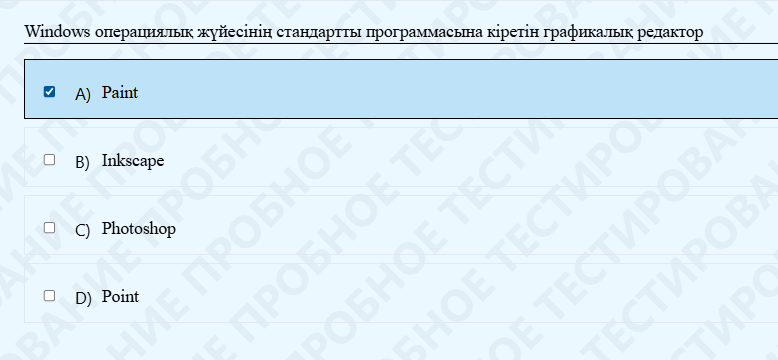 Windows операциялық жүйесінің стандартты программасына кіретін графикалық редактор
A) Paint
B) Inkscape
C) Photoshop
D) Point
ПРОБНОЕ ТЕСТИРОВАНИЕ